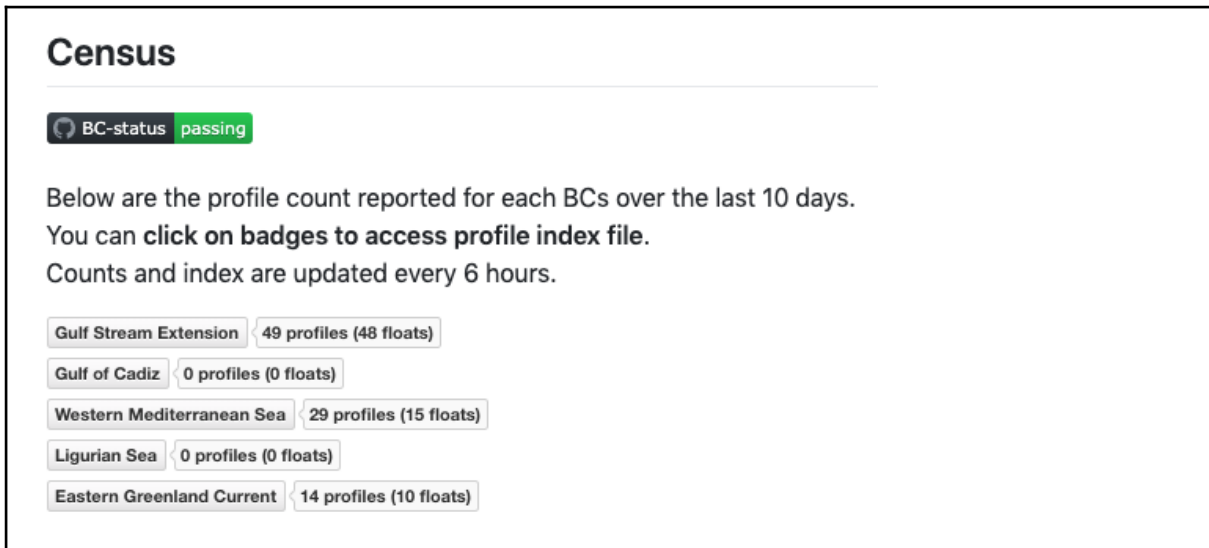 Census
BC-status passing
Below are the profile count reported for each BCs over the last 10 days.
You can click on badges to access profile index file.
Counts and index are updated every 6 hours.
Gulf Stream Extension 49 profiles (48 floats)
Gulf of Cadiz 0 profiles (0 floats)
Western Mediterranean Sea 29 profiles (15 floats)
Ligurian Sea 0 profiles (0 floats)
Eastern Greenland Current 14 profiles (10 floats)